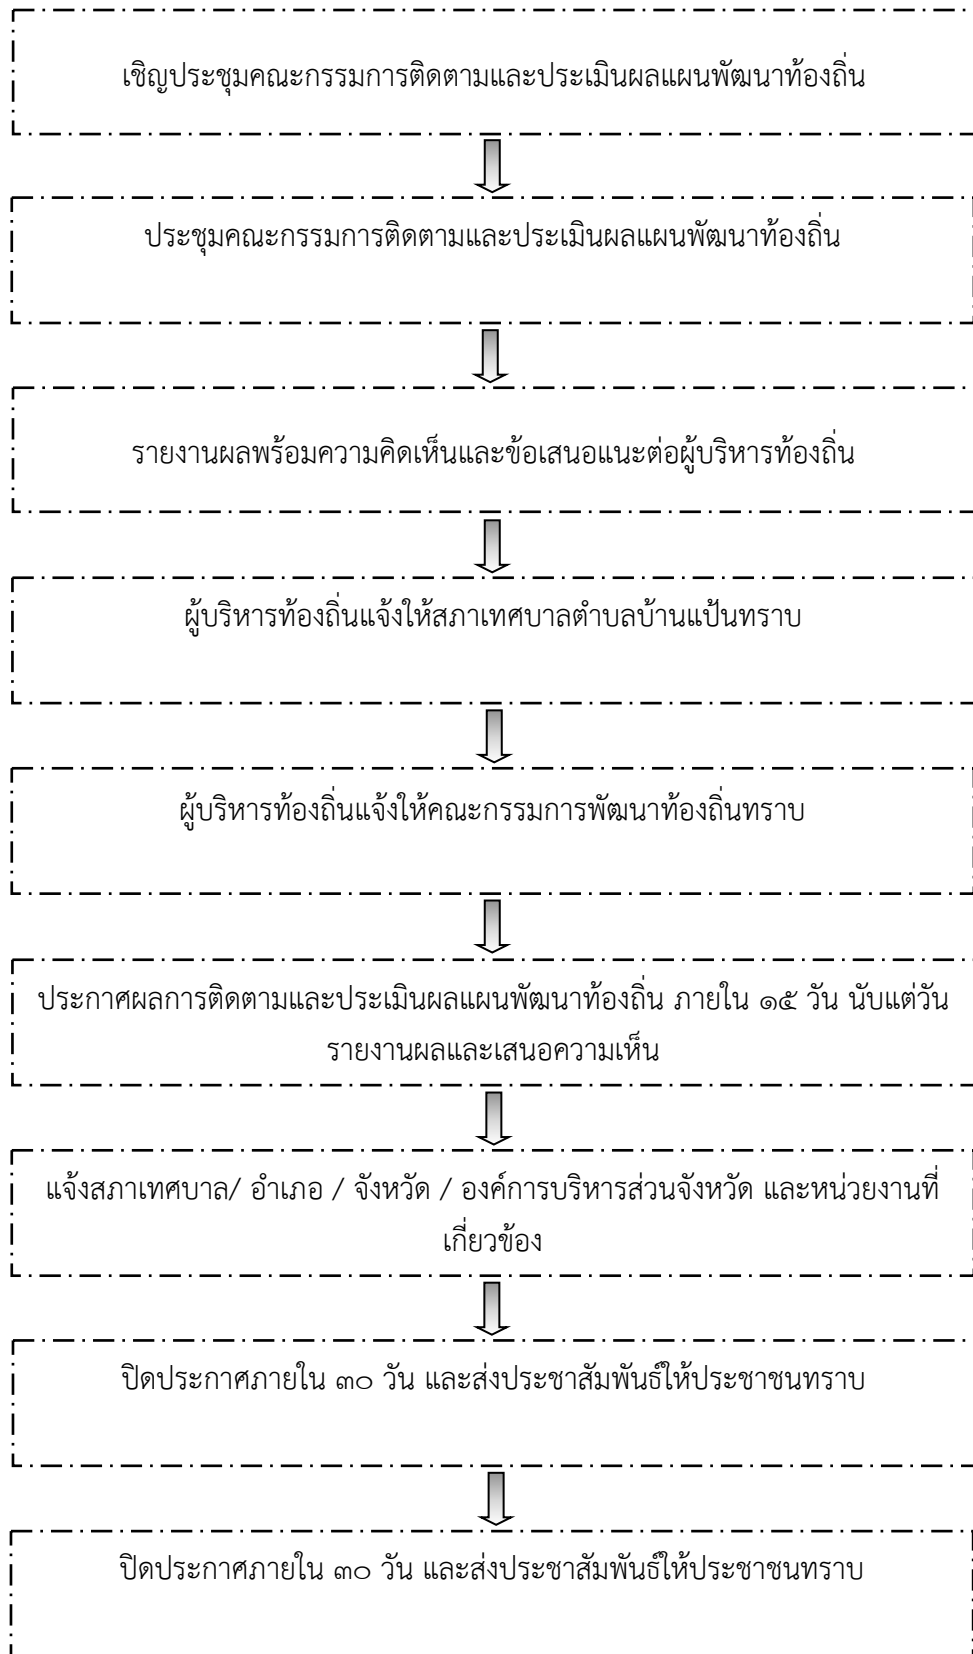 เชิญประชุมคณะกรรมการติดตามและประเมินผลแผนพัฒนาท้องถิ่น
ประชุมคณะกรรมการติดตามและประเมินผลแผนพัฒนาท้องถิ่น
รายงานผลพร้อมความคิดเห็นและข้อเสนอแนะต่อผู้บริหารท้องถิ่น
ผู้บริหารท้องถิ่นแจ้งให้สภาเทศบาลตำบลบ้านแป้นทราบ
ผู้บริหารท้องถิ่นแจ้งให้คณะกรรมการพัฒนาท้องถิ่นทราบ
ประกาศผลการติดตามและประเมินผลแผนพัฒนาท้องถิ่น ภายใน ๑๕ วัน นับแต่วัน
รายงานผลและเสนอความเห็น
แจ้งสภาเทศบาล/ อำเภอ / จังหวัด / องค์การบริหารส่วนจังหวัด และหน่วยงานที่
เกี่ยวข้อง
ปิดประกาศภายใน ๓๐ วัน และส่งประชาสัมพันธ์ให้ประชาชนทราบ
ปิดประกาศภายใน ๓๐ วัน และส่งประชาสัมพันธ์ให้ประชาชนทราบ